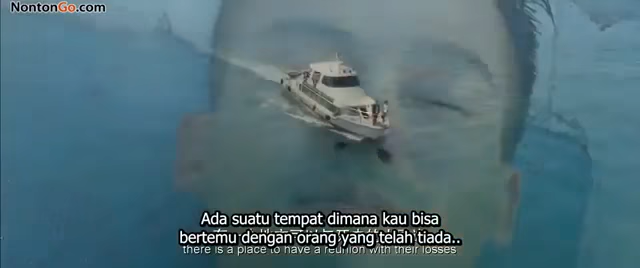 NontonGo.com
Ada suatu tempat dimana kau bisa
bertemu dengan orang yang telah tiada..
there is a place to have a reunion with their losses